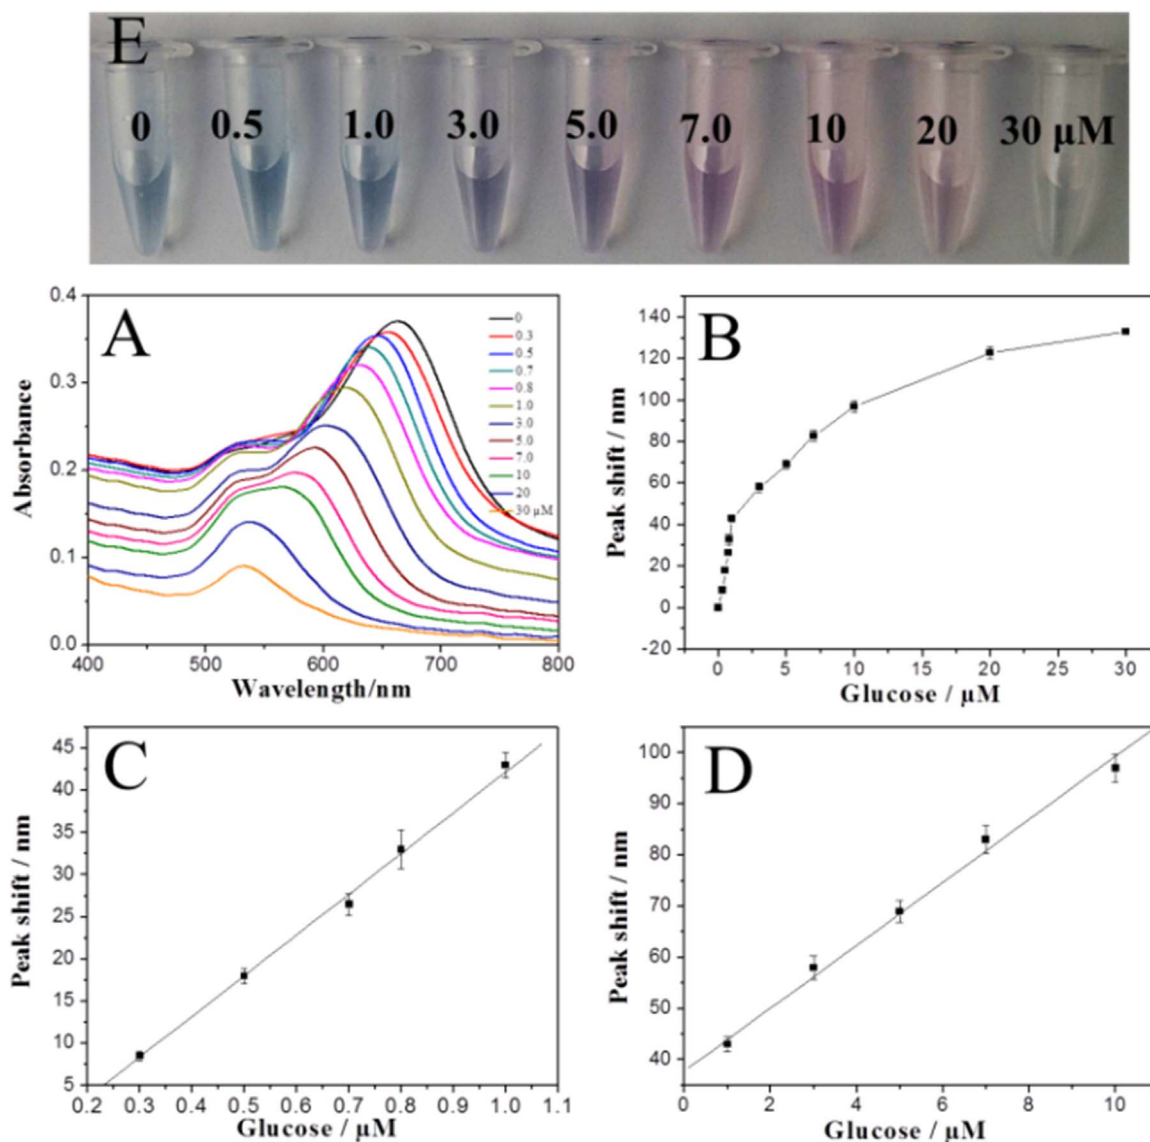 E
0 0.5 1.0 3.0 5.0 7.0 10 20 30 µM
A
0.4
0.3
0.2
0.1
0.0
Absorbance
400 500 600 700 800
Wavelength/nm
0
0.3
0.5
0.7
0.8
1.0
3.0
5.0
7.0
10
20
30 µM
B
140
120
100
80
60
40
20
0
-20
Peak shift / nm
0 5 10 15 20 25 30
Glucose / µM
C
45
40
35
30
25
20
15
10
5
Peak shift / nm
0.2 0.3 0.4 0.5 0.6 0.7 0.8 0.9 1.0 1.1
Glucose / µM
D
100
90
80
70
60
50
40
Peak shift / nm
0 2 4 6 8 10
Glucose / µM